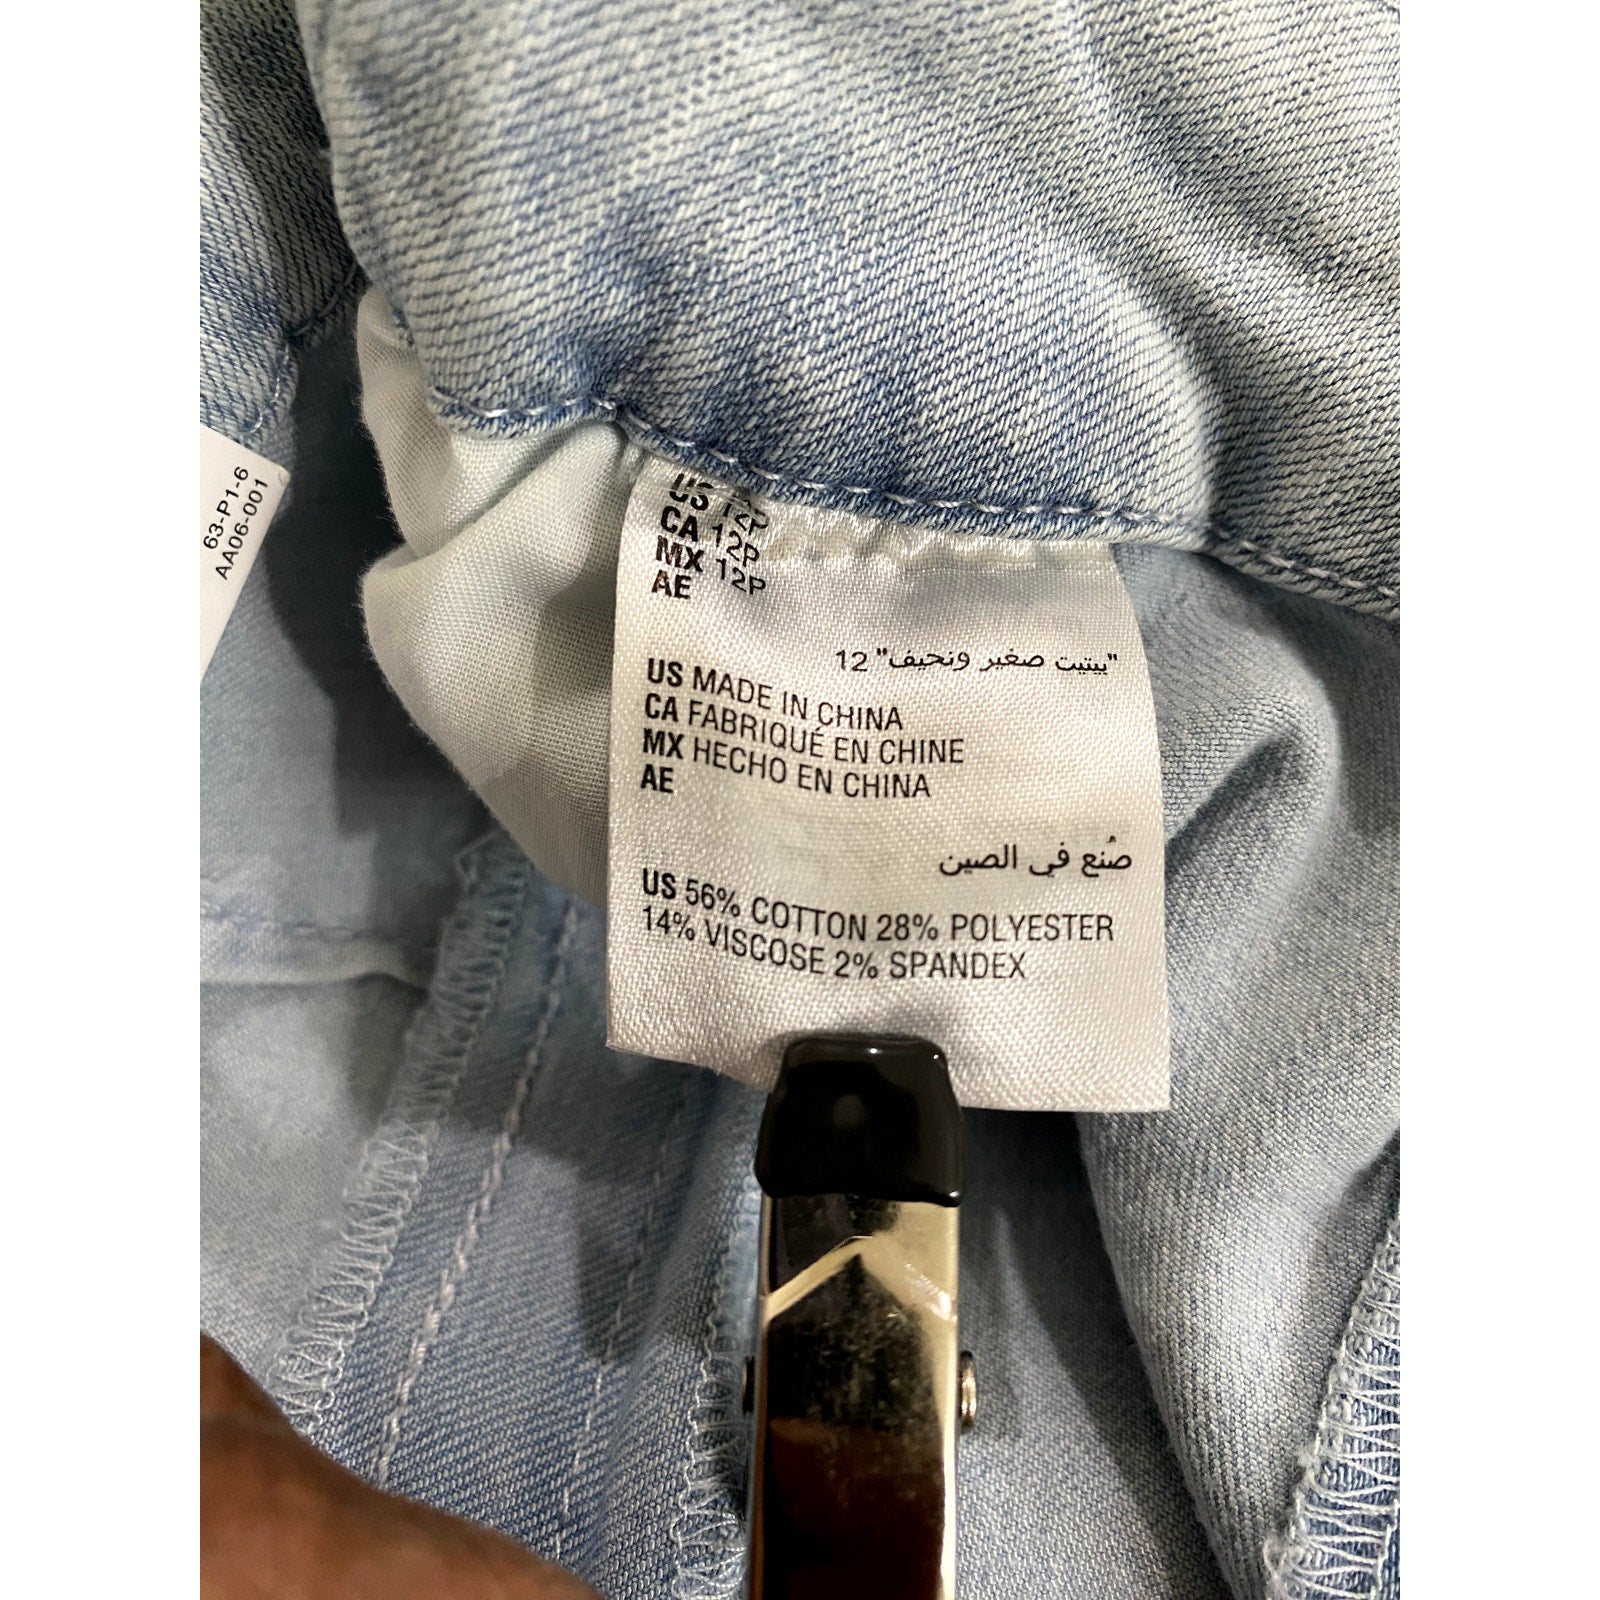 63-P1-6
AA06-001
US 12P
CA 12P
MX 12P
AE
"بيتيت صغير ونحيف" 12
US MADE IN CHINA
CA FABRIQUÉ EN CHINE
MX HECHO EN CHINA
AE
صُنع في الصين
US 56% COTTON 28% POLYESTER
14% VISCOSE 2% SPANDEX